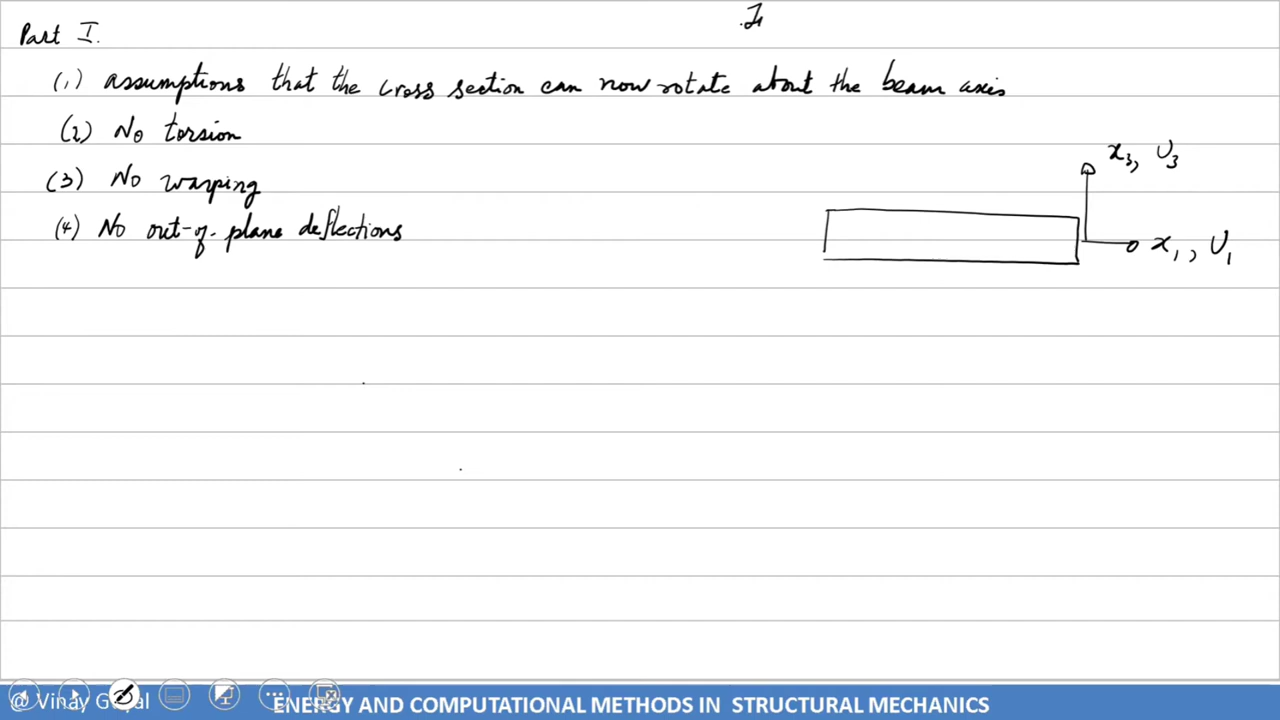 Part I.
(1) assumptions that the cross section can now rotate about the beam axis
(2) No torsion
(3) No warping
(4) No out-of-plane deflections
x3, U3
x1, U1
@ Vinay Goyal
ENERGY AND COMPUTATIONAL METHODS IN STRUCTURAL MECHANICS